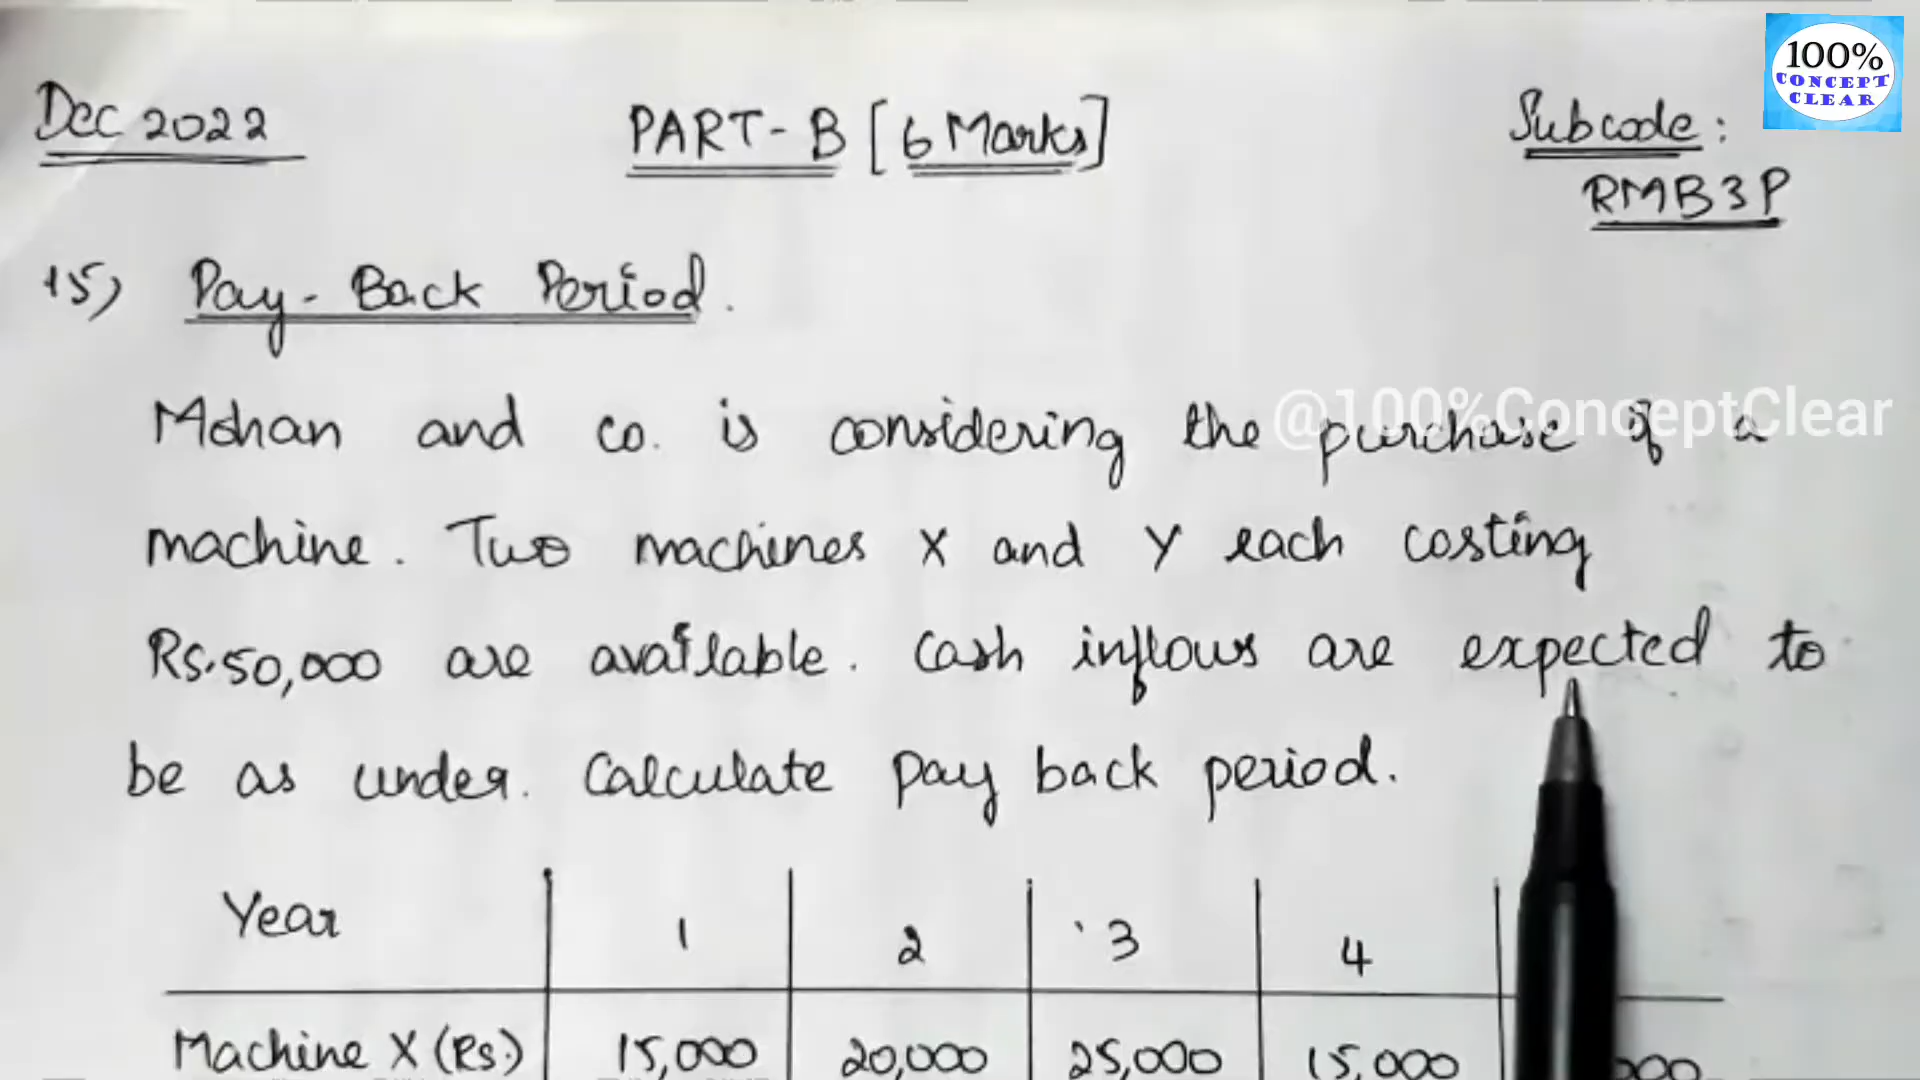 100%
CONCEPT
CLEAR
Dec 2022
PART-B [6 Marks]
Subcode:
RMB3P
15) Pay-Back Period.
@100%ConceptClear
Mohan and co. is considering the purchase of a
machine. Two machines X and Y each costing
Rs.50,000 are available. Cash inflows are expected to
be as under. Calculate pay back period.
Year 1 2 3 4
Machine X (Rs.) 15,000 20,000 25,000 15,000